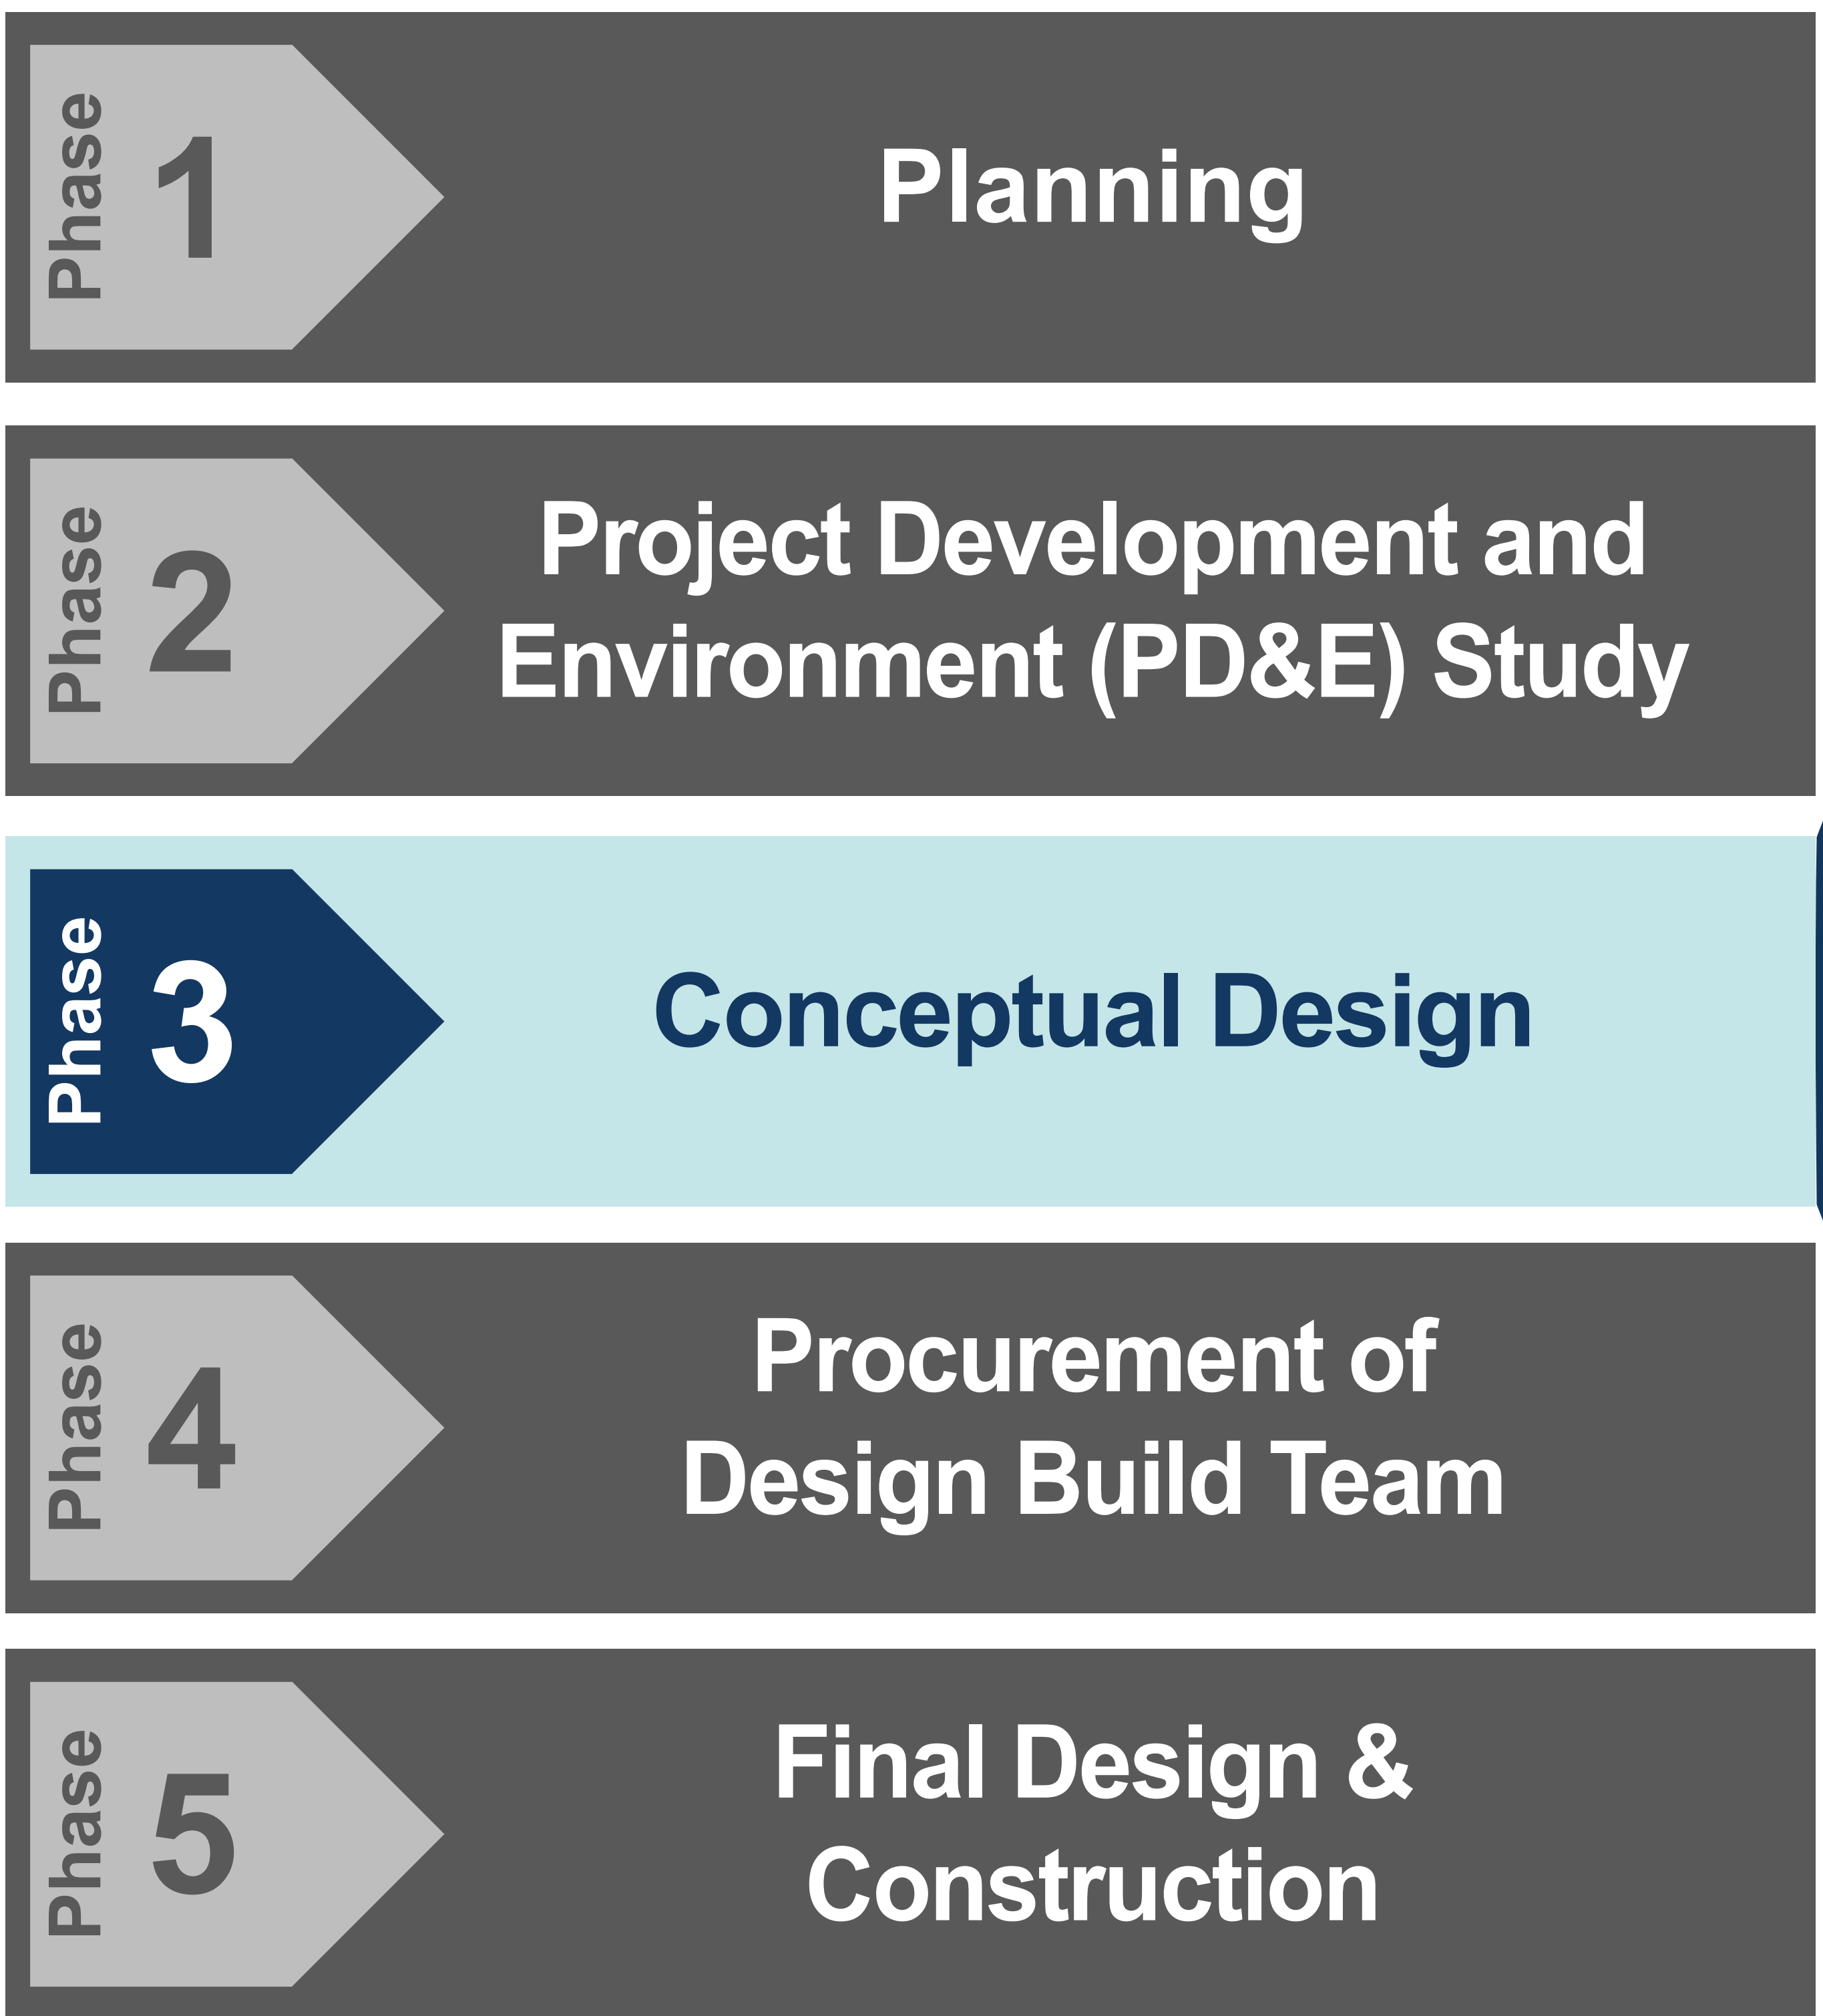 Phase 1
Planning
Phase 2
Project Development and
Environment (PD&E) Study
Phase 3
Conceptual Design
Phase 4
Procurement of
Design Build Team
Phase 5
Final Design &
Construction